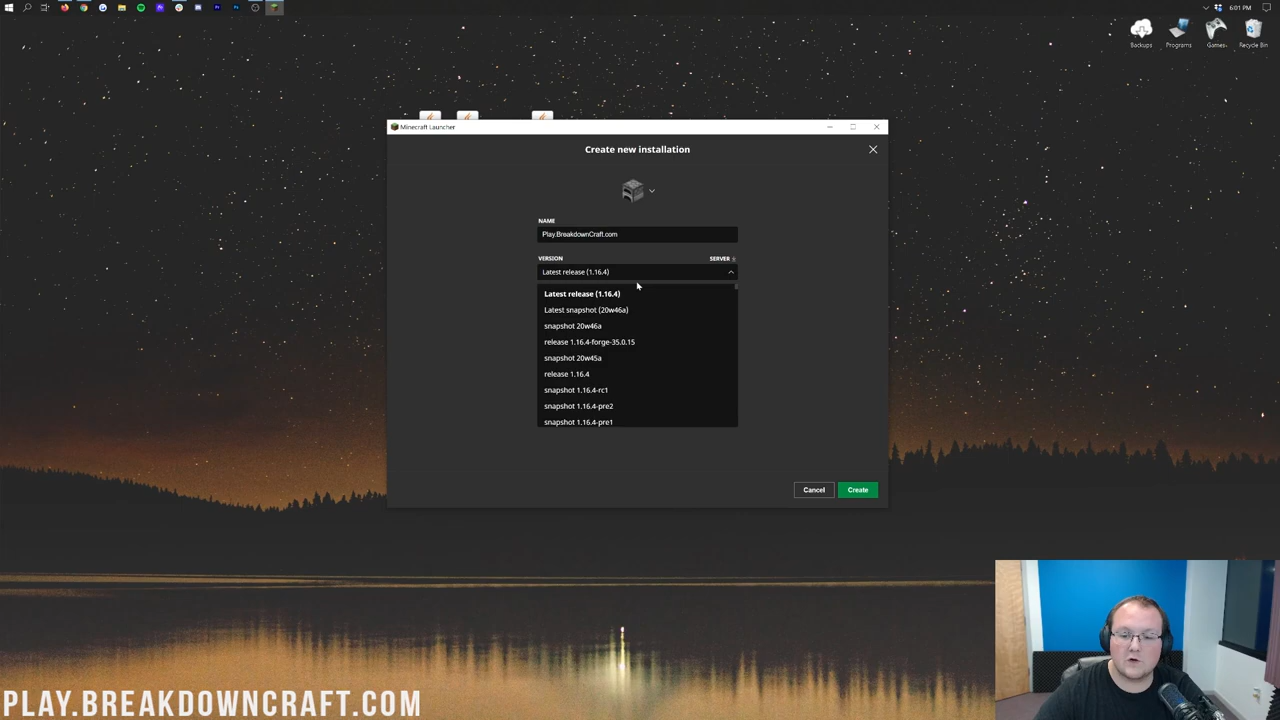 6:01 PM
Backups
Programs
Games
Recycle Bin
Minecraft Launcher
Create new installation
NAME
Play.BreakdownCraft.com
VERSION
SERVER
Latest release (1.16.4)
Latest release (1.16.4)
Latest snapshot (20w46a)
snapshot 20w46a
release 1.16.4-forge-35.0.15
snapshot 20w45a
release 1.16.4
snapshot 1.16.4-rc1
snapshot 1.16.4-pre2
snapshot 1.16.4-pre1
Cancel
Create
PLAY.BREAKDOWNCRAFT.COM